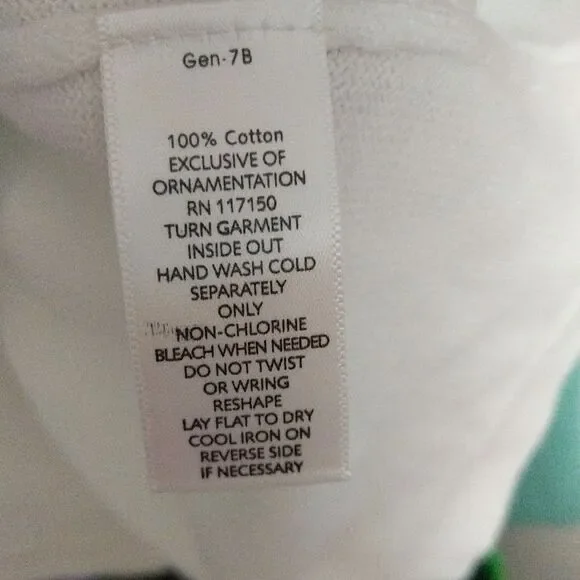 Gen-7B
100% Cotton
EXCLUSIVE OF
ORNAMENTATION
RN 117150
TURN GARMENT
INSIDE OUT
HAND WASH COLD
SEPARATELY
ONLY
NON-CHLORINE
BLEACH WHEN NEEDED
DO NOT TWIST
OR WRING
RESHAPE
LAY FLAT TO DRY
COOL IRON ON
REVERSE SIDE
IF NECESSARY